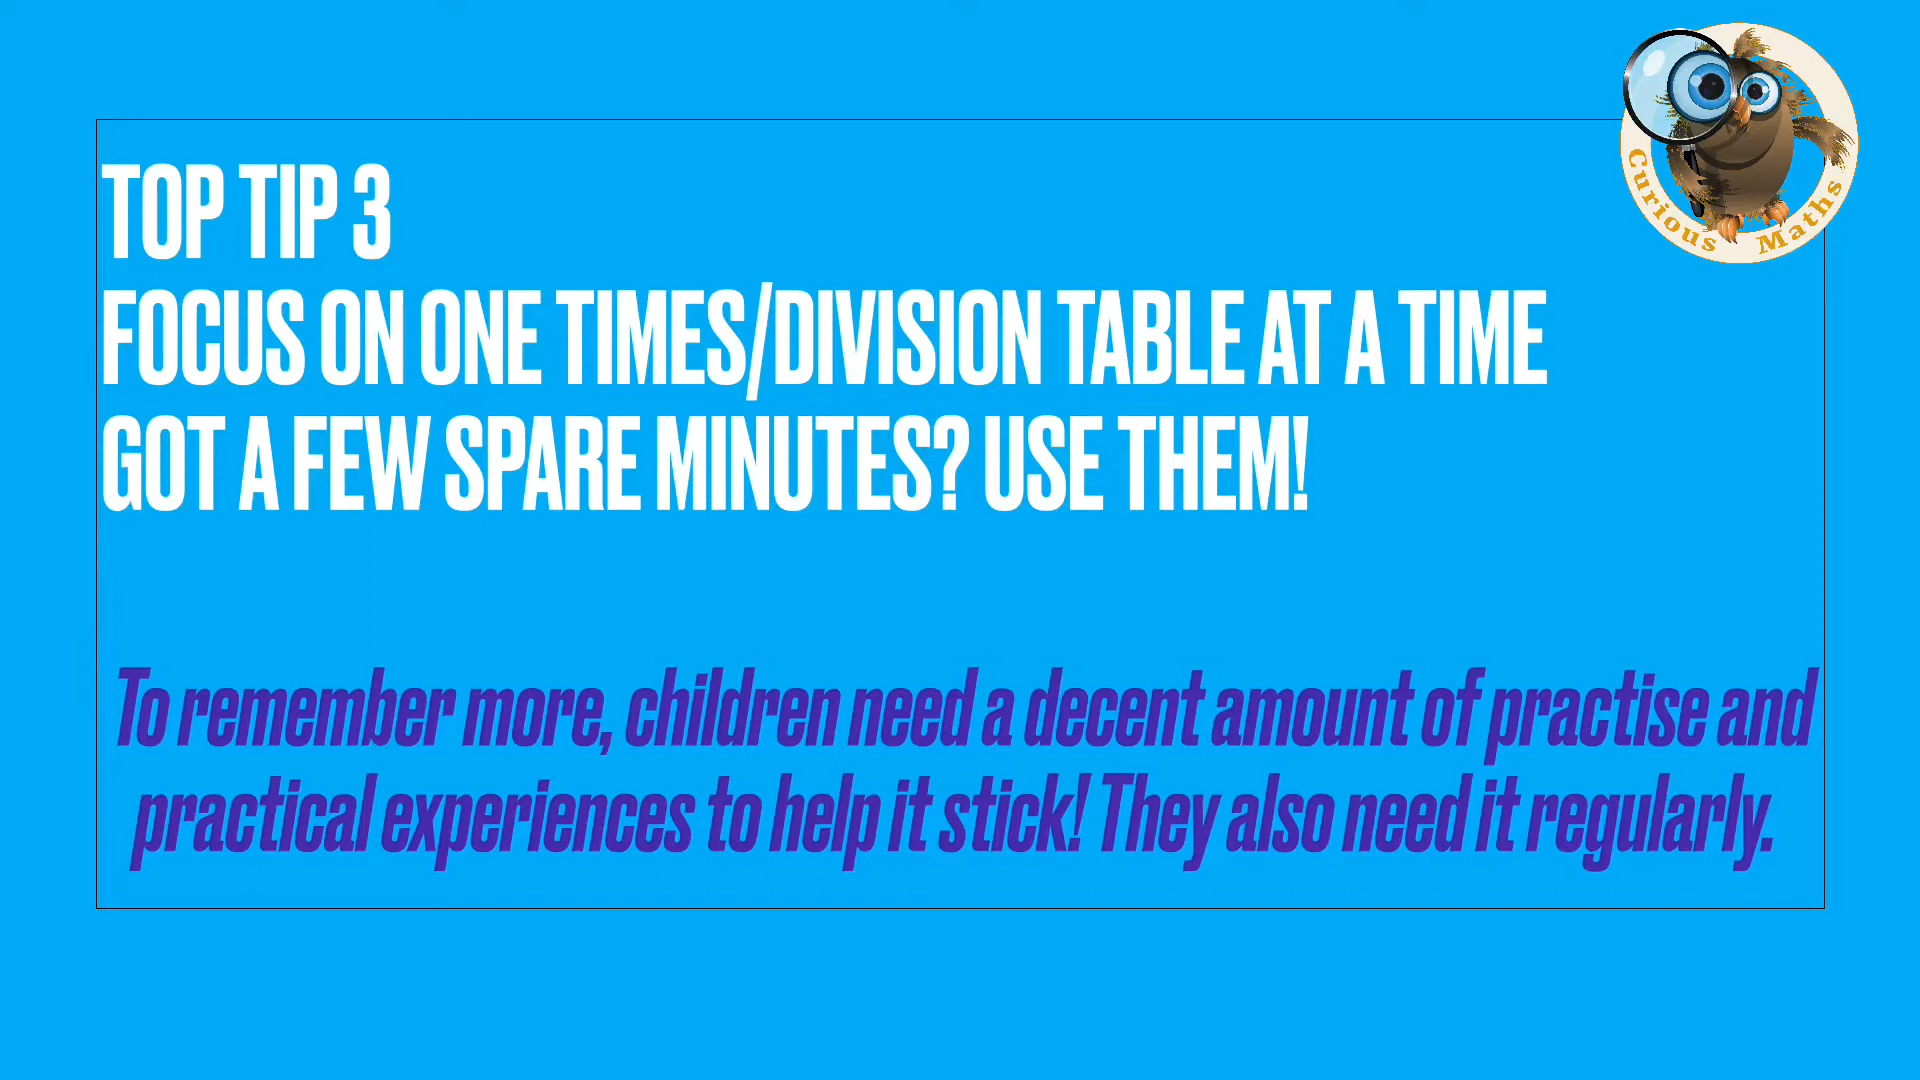 TOP TIP 3
FOCUS ON ONE TIMES/DIVISION TABLE AT A TIME
GOT A FEW SPARE MINUTES? USE THEM!
To remember more, children need a decent amount of practise and
practical experiences to help it stick! They also need it regularly.
Curious Maths